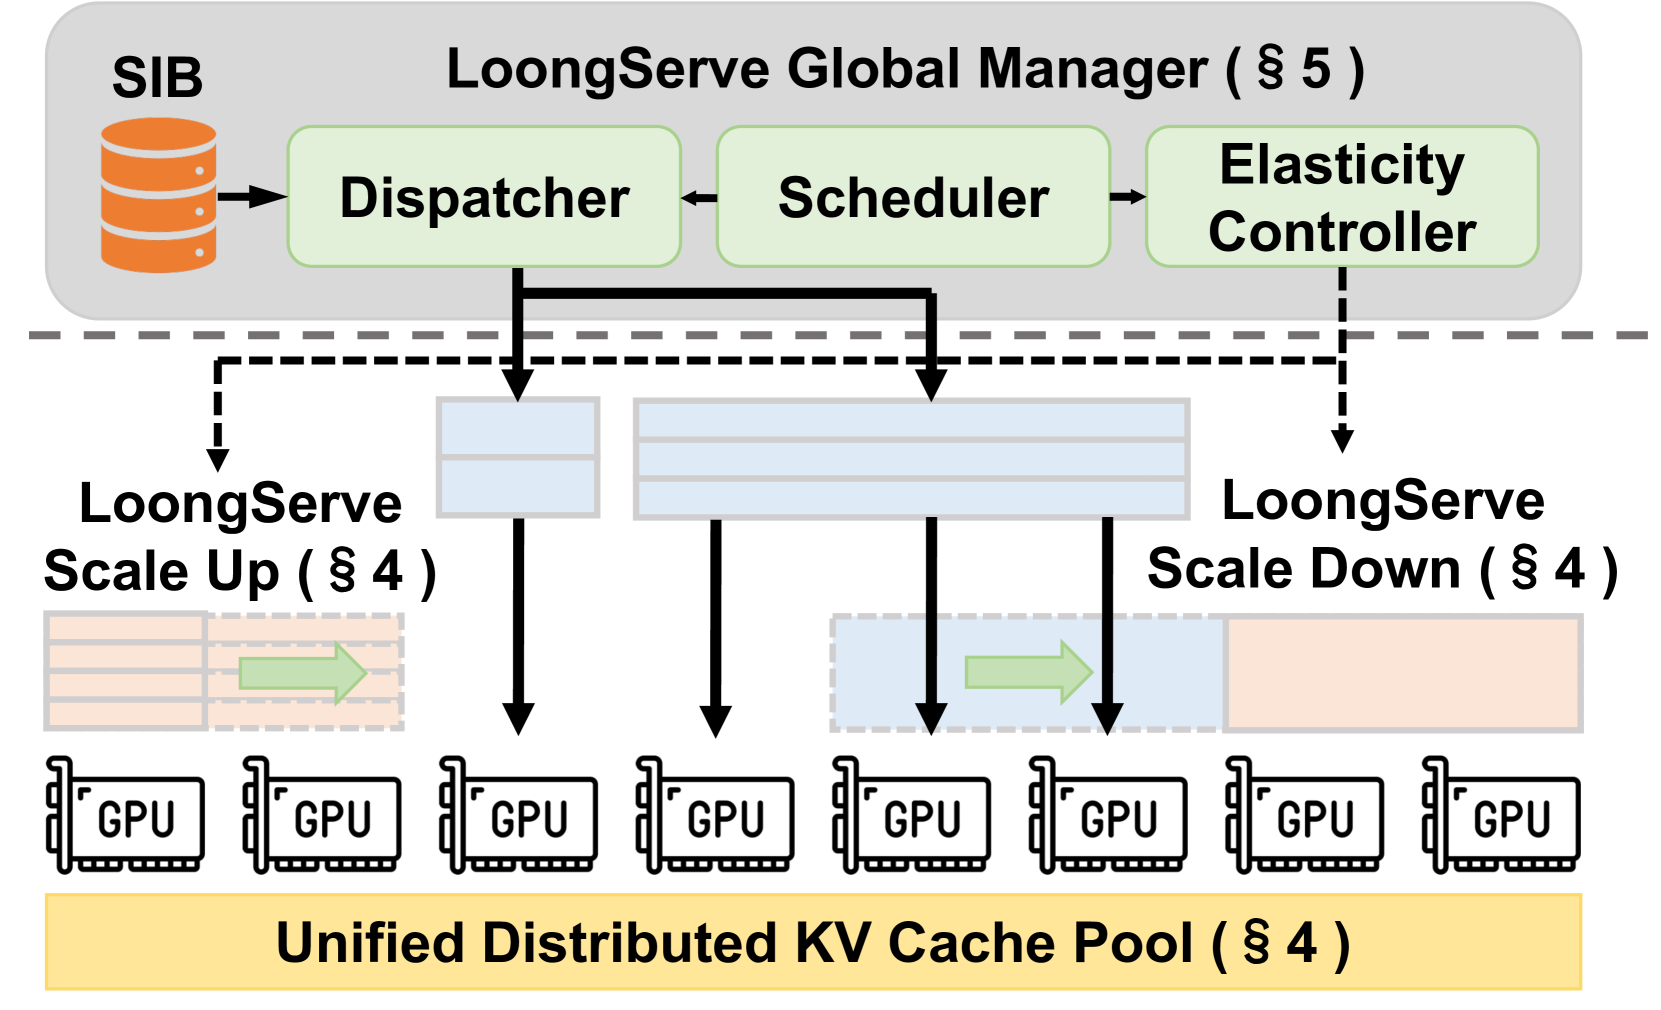 LoongServe Global Manager ( § 5 )
SIB
Dispatcher
Scheduler
Elasticity
Controller
LoongServe
Scale Up ( § 4 )
LoongServe
Scale Down ( § 4 )
GPU
GPU
GPU
GPU
GPU
GPU
GPU
GPU
Unified Distributed KV Cache Pool ( § 4 )